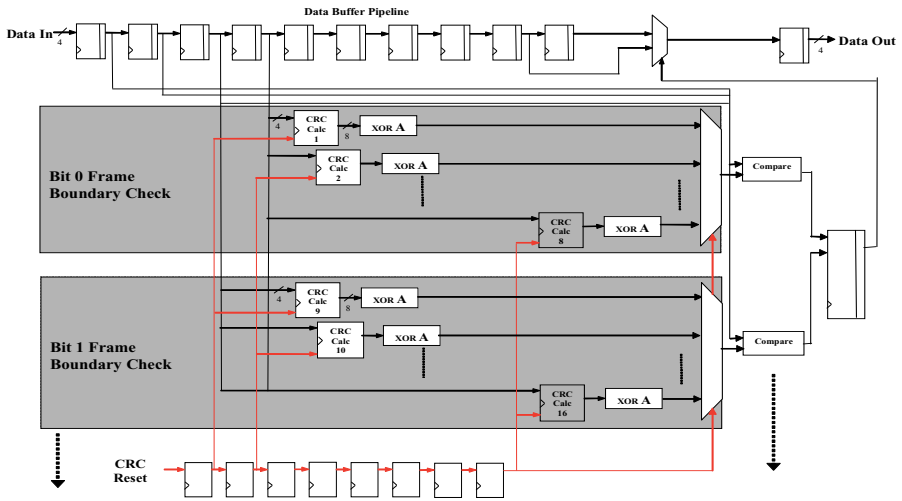 Data Buffer Pipeline
Data In
4
4
Data Out
Bit 0 Frame
Boundary Check
4
CRC
Calc
1
8
XOR A
CRC
Calc
2
XOR A
CRC
Calc
8
XOR A
Compare
Bit 1 Frame
Boundary Check
4
CRC
Calc
9
8
XOR A
CRC
Calc
10
XOR A
CRC
Calc
16
XOR A
Compare
CRC
Reset